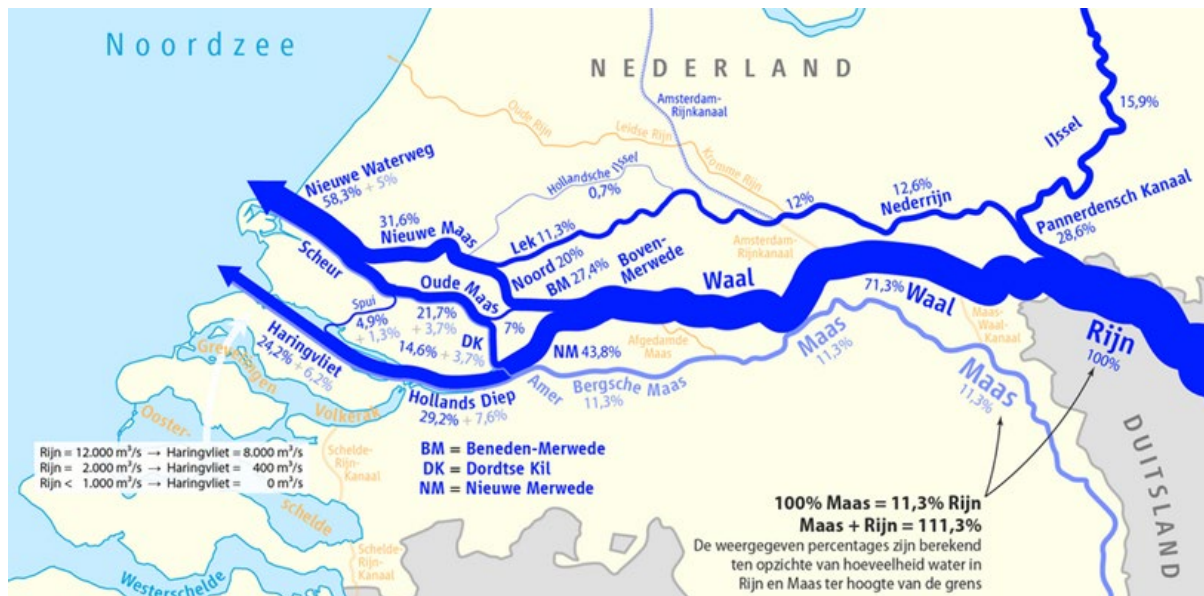 Noordzee
NEDERLAND
Amsterdam-
Rijnkanaal
15,9%
IJssel
Oude Rijn
Leidse Rijn
Kromme Rijn
Nieuwe Waterweg
58,3% + 5%
Hollandsche IJssel
0,7%
31,6%
Nieuwe Maas
Lek 11,3%
12%
12,6%
Nederrijn
Pannerdensch Kanaal
28,6%
Amsterdam-
Rijnkanaal
Scheur
Oude Maas
Noord 20%
BM 27,4%
Boven-
Merwede
Waal
71,3% Waal
Rijn
100%
Spui
4,9%
+ 1,3%
21,7%
+ 3,7%
7%
DK
14,6% + 3,7%
NM 43,8%
Afgedamde
Maas
Maas
11,3%
Maas-
Waal-
kanaal
Maas
11,3%
Haringvliet
24,2% + 6,2%
Grevelingen
Volkerak
Hollands Diep
29,2% + 7,6%
Amer
Bergsche Maas
11,3%
Ooster-
schelde
Schelde-
Rijn-
Kanaal
Schelde-
Rijn-
Kanaal
Westerschelde
DUITSLAND
Rijn = 12.000 m³/s → Haringvliet = 8.000 m³/s
Rijn = 2.000 m³/s → Haringvliet = 400 m³/s
Rijn < 1.000 m³/s → Haringvliet = 0 m³/s
BM = Beneden-Merwede
DK = Dordtse Kil
NM = Nieuwe Merwede
100% Maas = 11,3% Rijn
Maas + Rijn = 111,3%
De weergegeven percentages zijn berekend
ten opzichte van hoeveelheid water in
Rijn en Maas ter hoogte van de grens